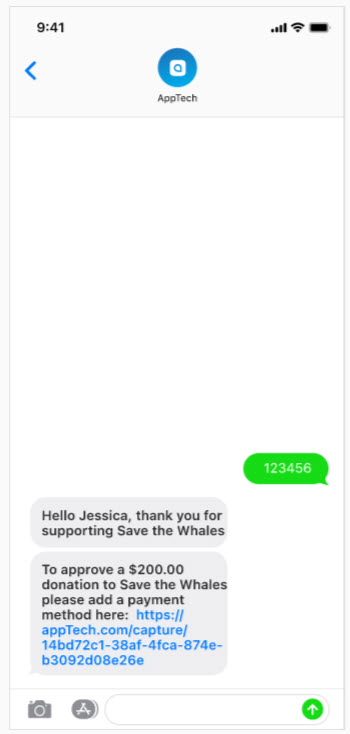 9:41
AppTech
123456
Hello Jessica, thank you for
supporting Save the Whales
To approve a $200.00
donation to Save the Whales
please add a payment
method here: https://
appTech.com/capture/
14bd72c1-38af-4fca-874e-
b3092d08e26e